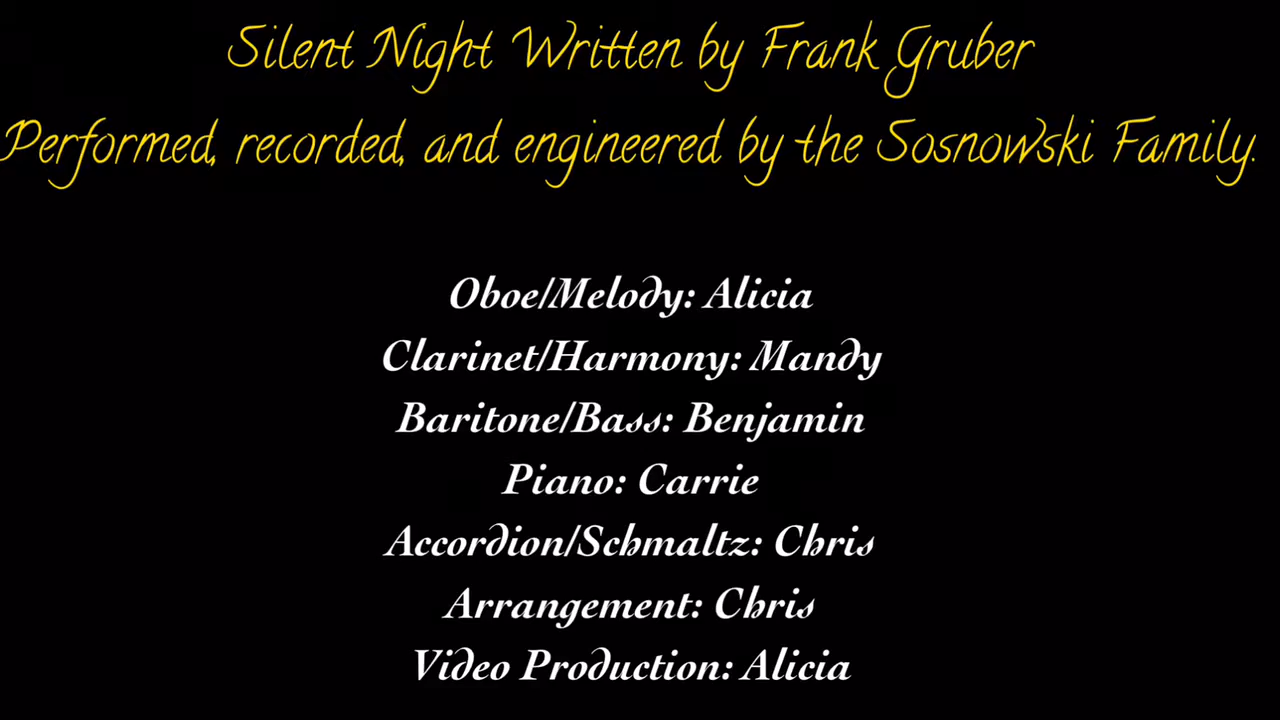 Silent Night Written by Frank Gruber
Performed, recorded, and engineered by the Sosnowski Family.
Oboe/Melody: Alicia
Clarinet/Harmony: Mandy
Baritone/Bass: Benjamin
Piano: Carrie
Accordion/Schmaltz: Chris
Arrangement: Chris
Video Production: Alicia